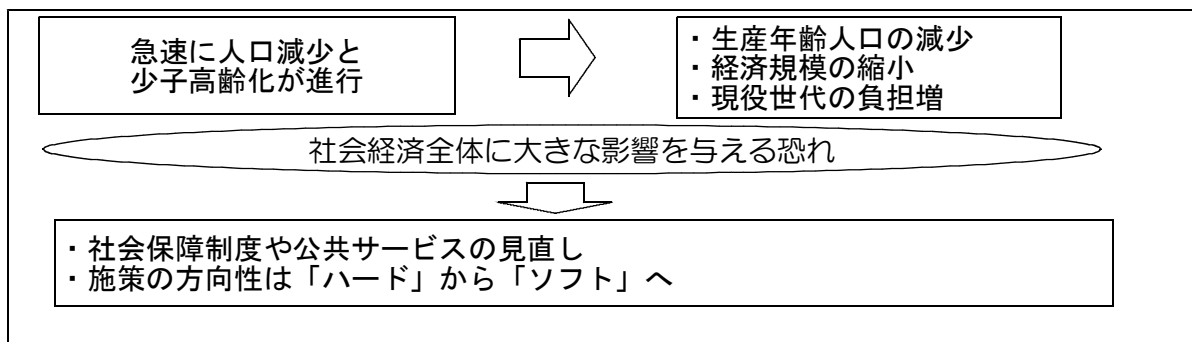 急速に人口減少と
少子高齢化が進行
・生産年齢人口の減少
・経済規模の縮小
・現役世代の負担増
社会経済全体に大きな影響を与える恐れ
・社会保障制度や公共サービスの見直し
・施策の方向性は「ハード」から「ソフト」へ